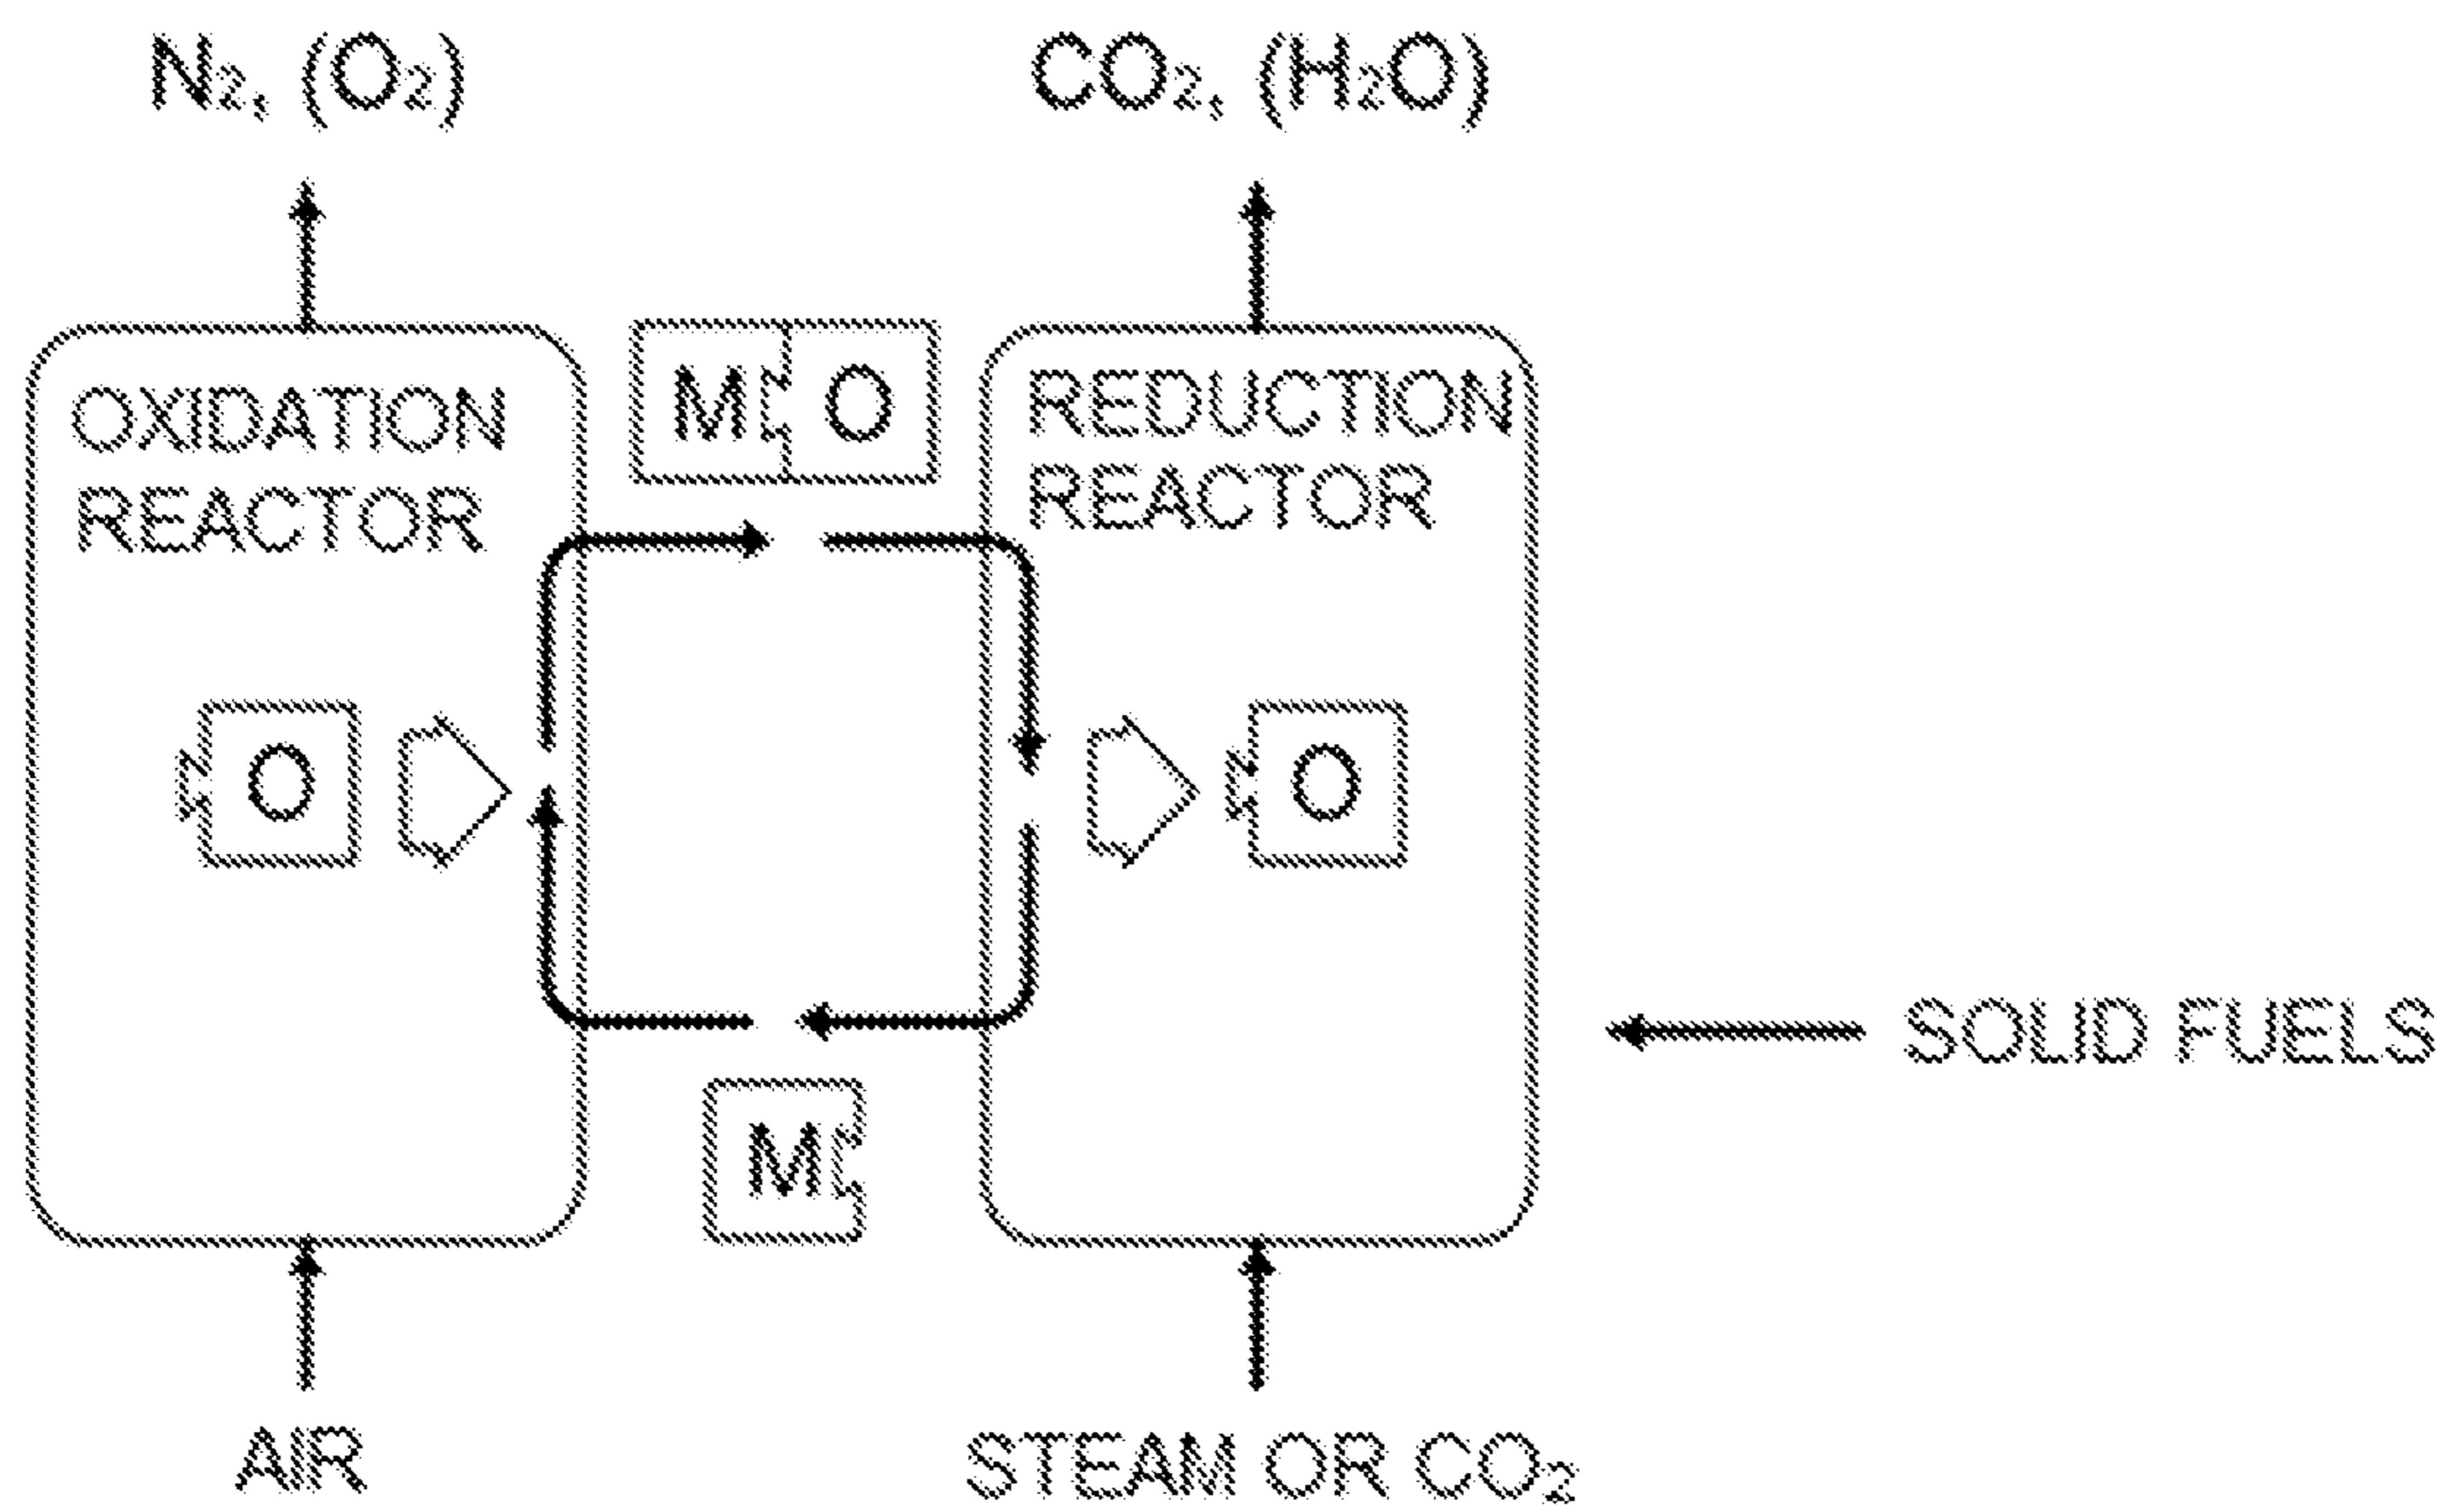 N₂, (O₂)
CO₂, (H₂O)
OXIDATION
REACTOR
M O
REDUCTION
REACTOR
O
O
M
SOLID FUELS
AIR
STEAM OR CO₂